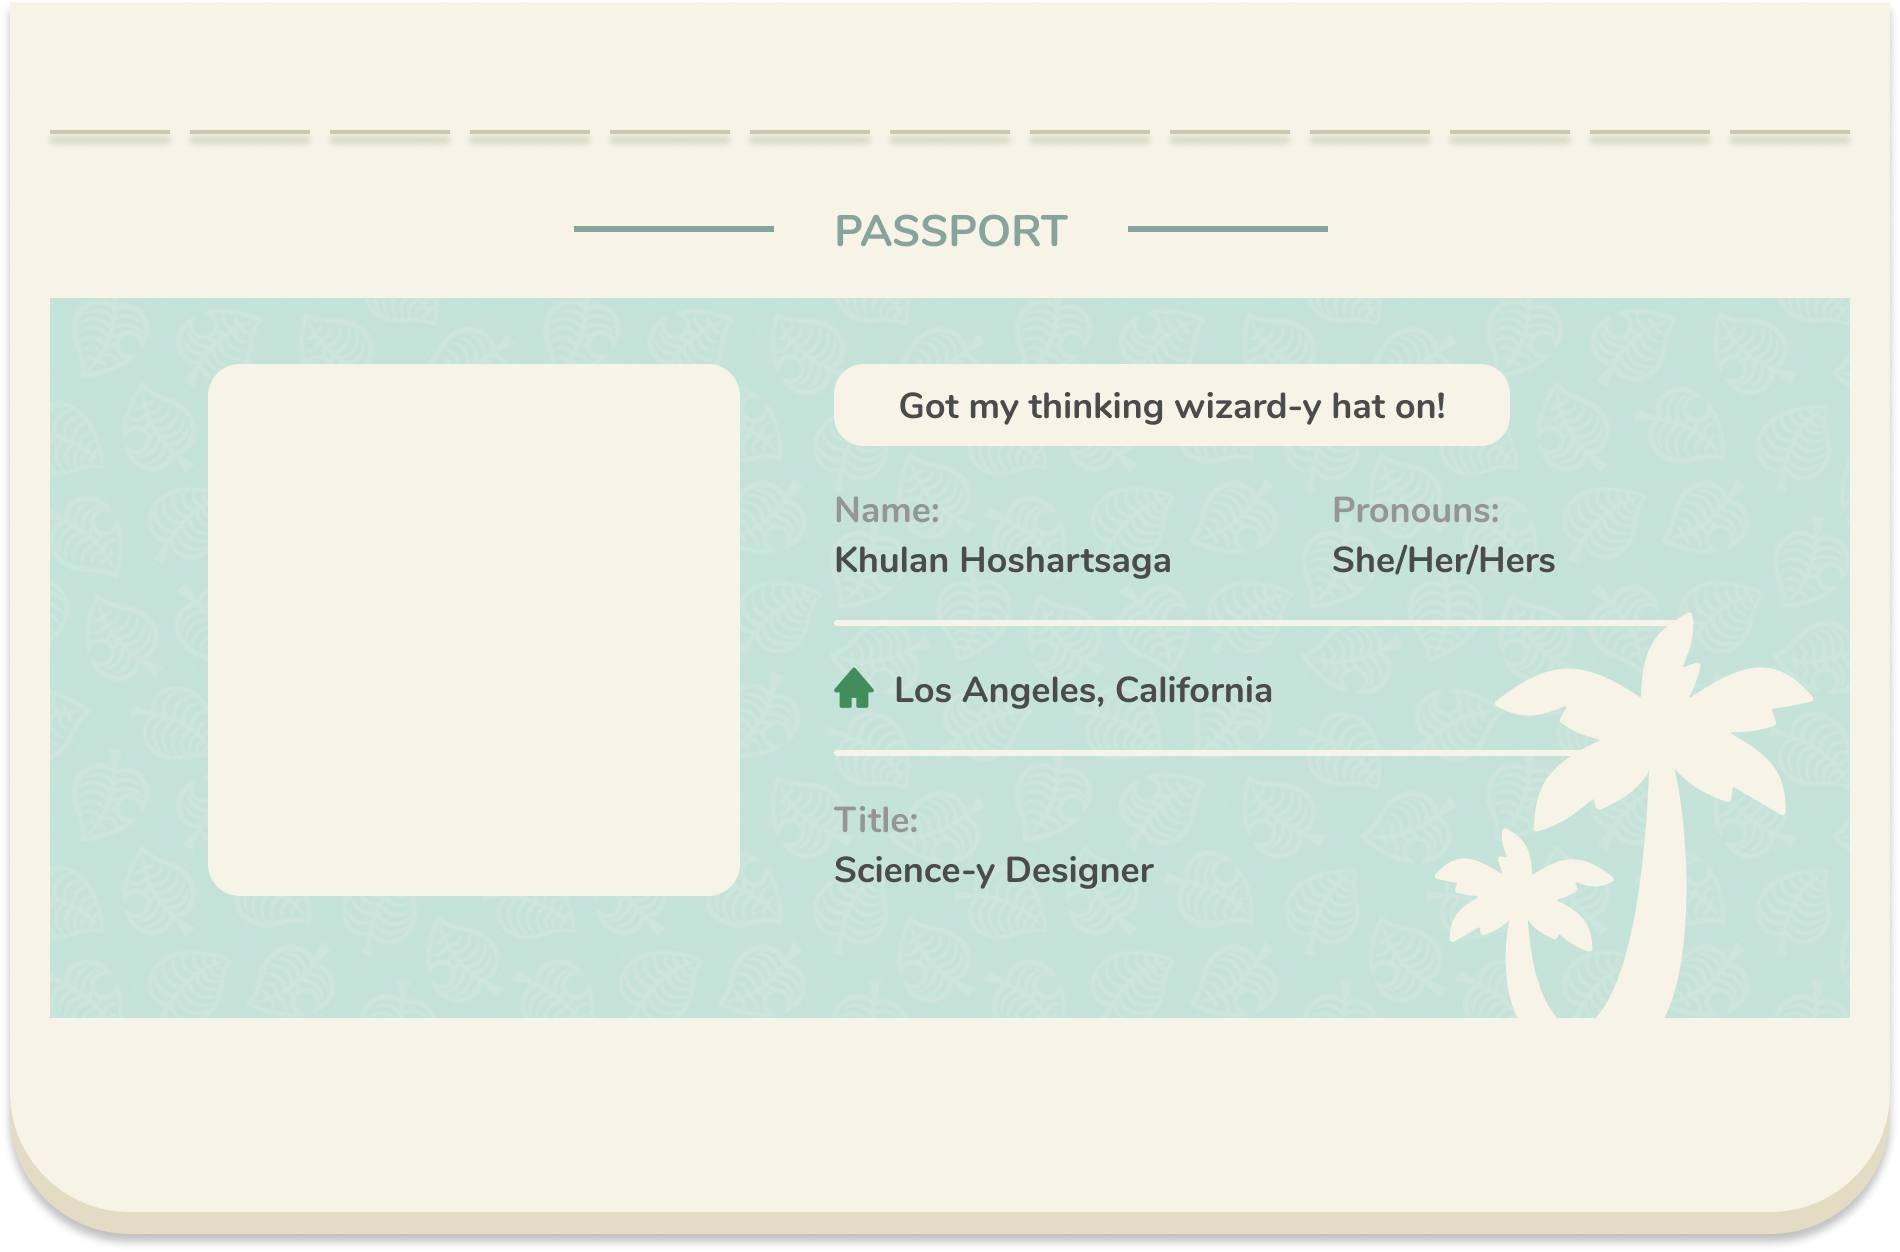 PASSPORT
Got my thinking wizard-y hat on!
Name:
Khulan Hoshartsaga
Pronouns:
She/Her/Hers
Los Angeles, California
Title:
Science-y Designer